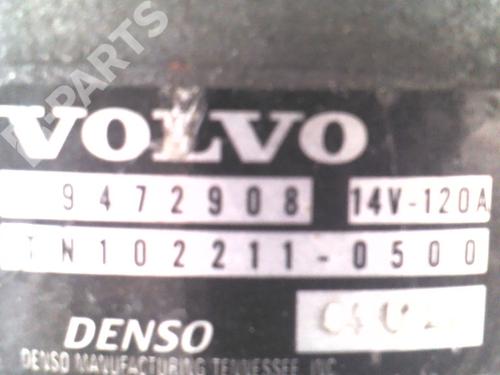 B-PARTS
VOLVO
9472908 14V-120A
TN102211-0500
DENSO
DENSO MANUFACTURING TENNESSEE, INC.